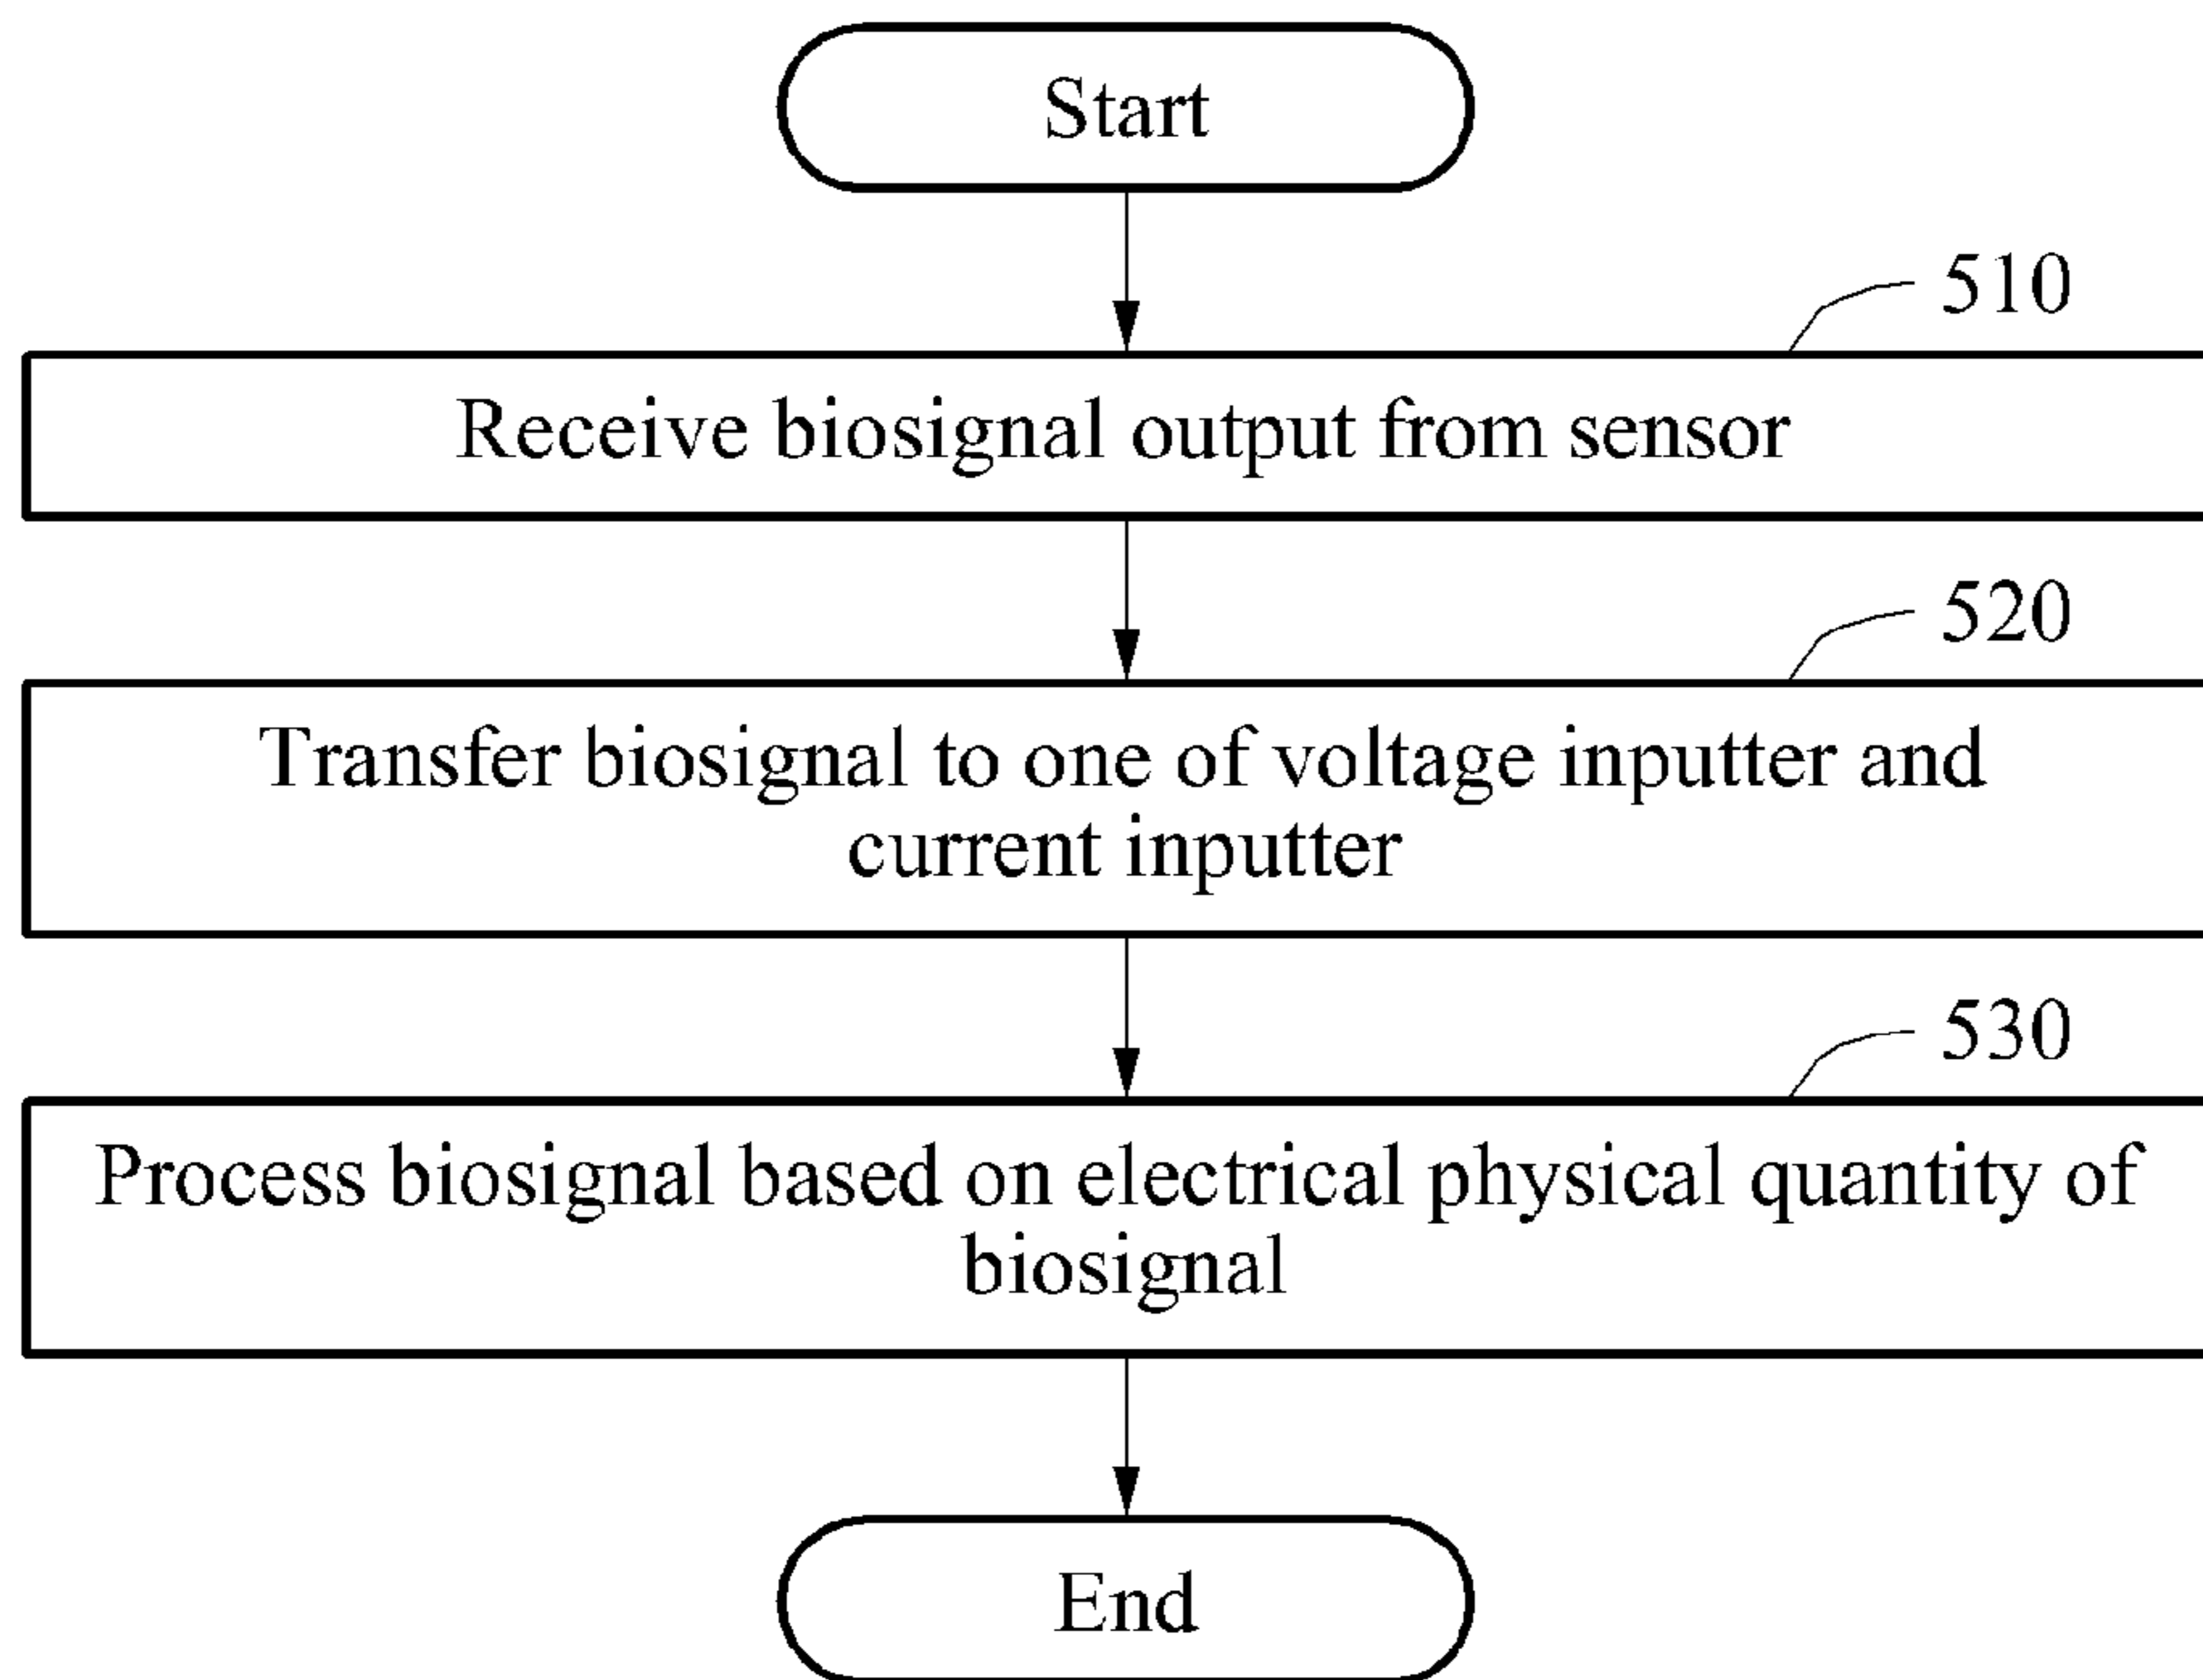 Start
510
Receive biosignal output from sensor
520
Transfer biosignal to one of voltage inputter and
current inputter
530
Process biosignal based on electrical physical quantity of
biosignal
End